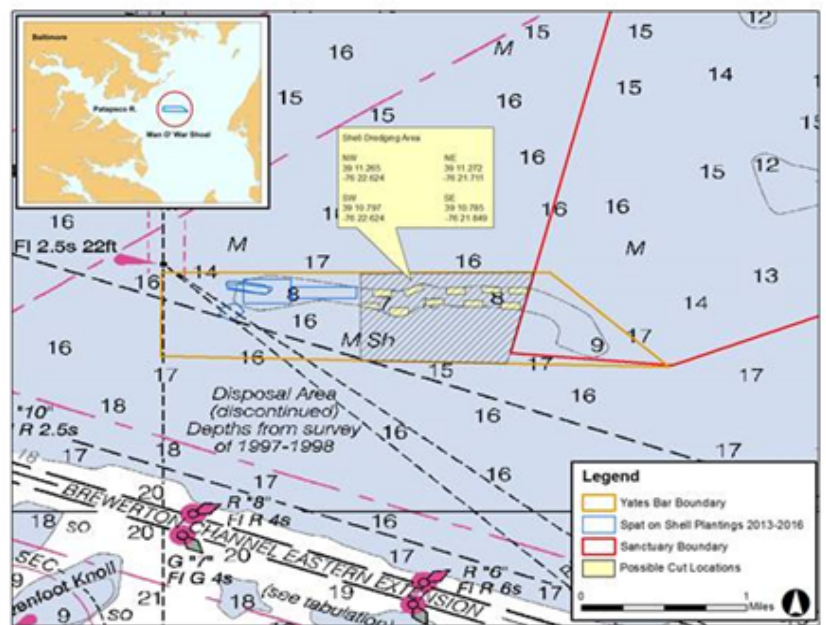 Baltimore
Patapsco R.
Man O' War Shoal
Shell Dredging Area
NW NE
39 11.265 39 11.272
-76 22.624 -76 21.711
SW SE
39 10.797 39 10.785
-76 22.624 -76 21.849
12
15 15
16 M
14
16
15 15
15
16
12
15
16
16 16
16 M
Fl 2.5s 22ft M
17 16
14
13
16
14
8 7 8
16 17
M Sh 9
16
16 15 17
17 17
Disposal Area
(discontinued)
Depths from survey
of 1997-1998
16
18 16
16
"10"
R 2.5s
17
18
17
16
17
18
20
R "8"
Fl R 4s
16
BREWERTON CHANNEL EASTERN EXTENSION
18 so
20
20
G "7"
Fl G 4s
17
R "6"
Fl R 6s
SEC
enfoot Knoll
9 so
21
18
(see tabulation)
19
17
Legend
Yates Bar Boundary
Spat on Shell Plantings 2013-2016
Sanctuary Boundary
Possible Cut Locations
0 1
Miles